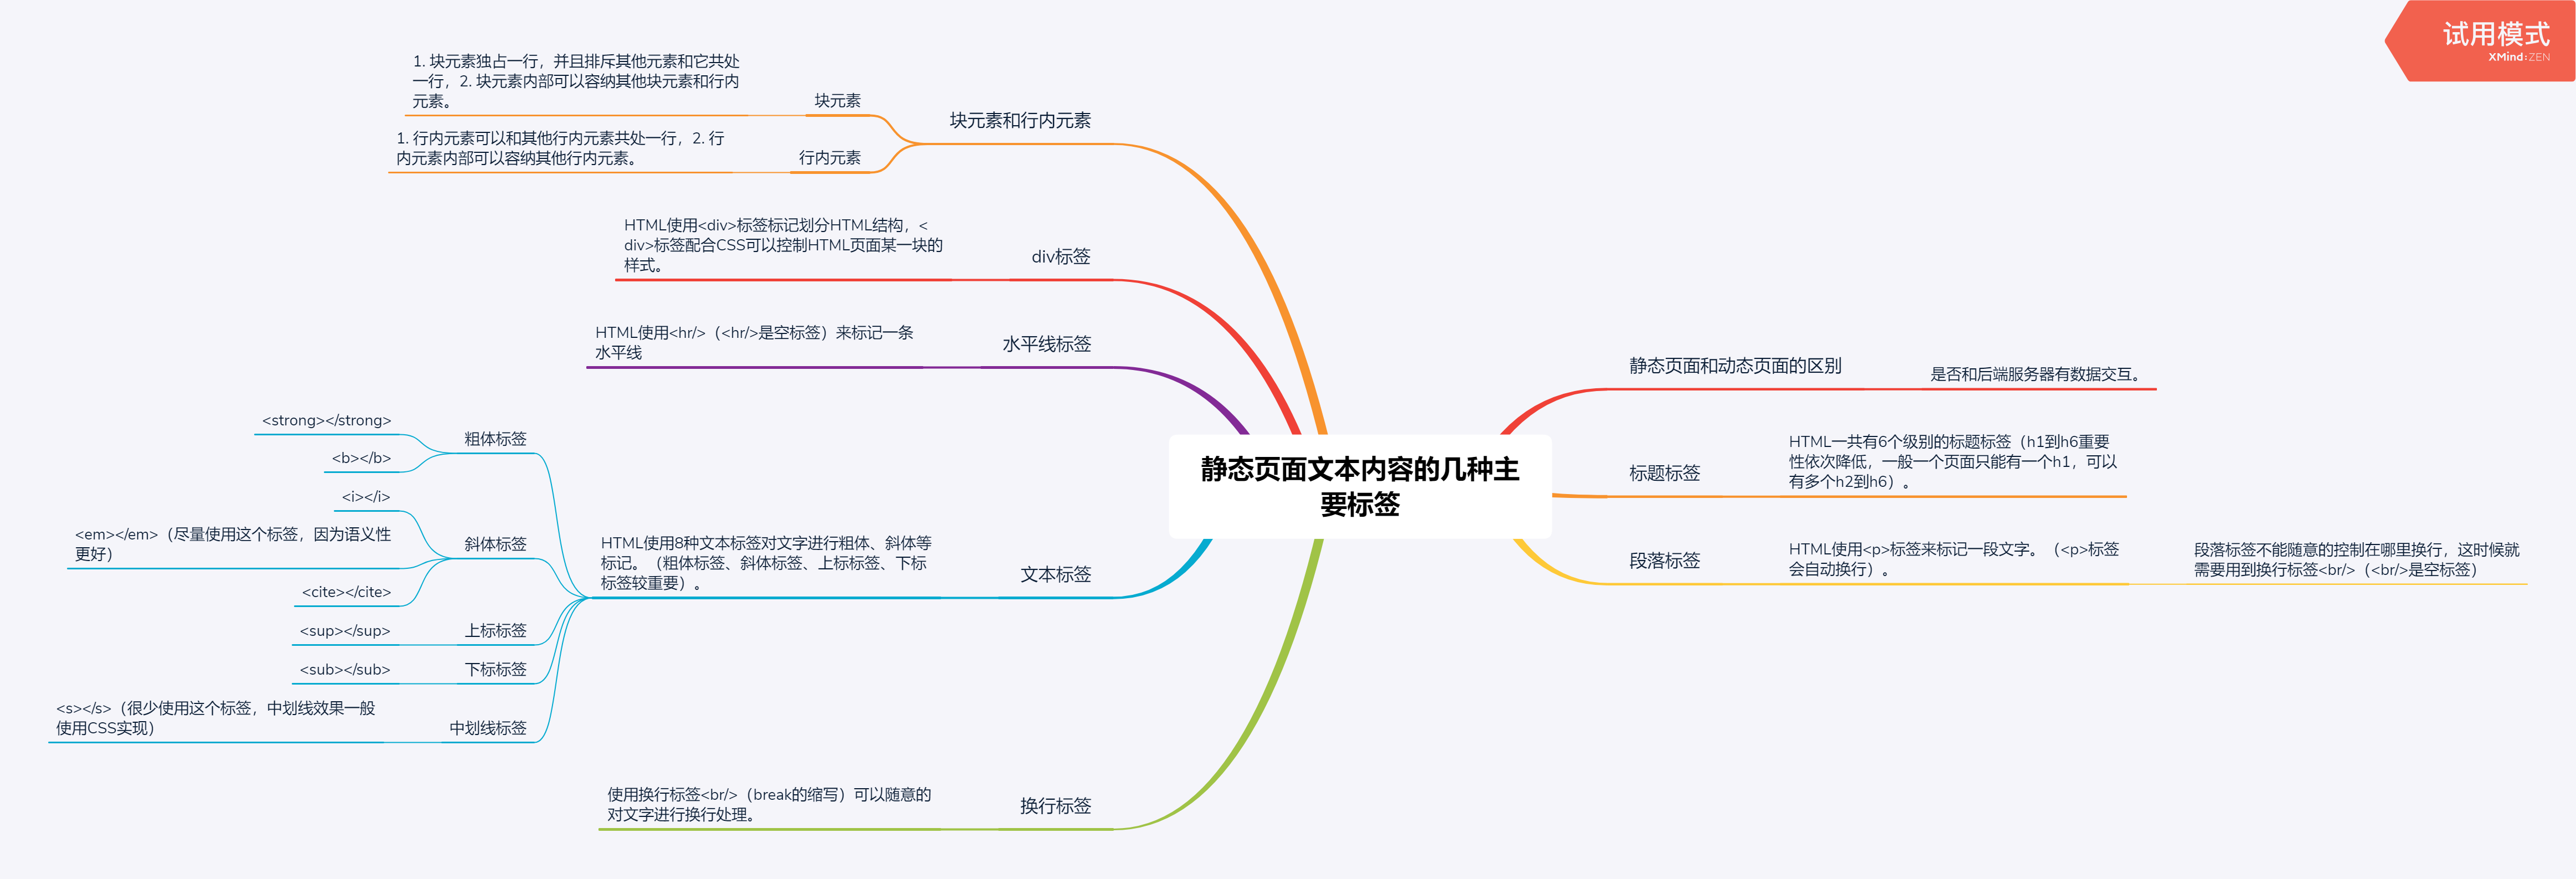 试用模式
XMind:ZEN
静态页面文本内容的几种主
要标签
静态页面和动态页面的区别
是否和后端服务器有数据交互。
标题标签
HTML一共有6个级别的标题标签（h1到h6重要
性依次降低，一般一个页面只能有一个h1，可以
有多个h2到h6）。
段落标签
HTML使用<p>标签来标记一段文字。（<p>标签
会自动换行）。
段落标签不能随意的控制在哪里换行，这时候就
需要用到换行标签<br/>（<br/>是空标签）
块元素和行内元素
块元素
1. 块元素独占一行，并且排斥其他元素和它共处
一行，2. 块元素内部可以容纳其他块元素和行内
元素。
行内元素
1. 行内元素可以和其他行内元素共处一行，2. 行
内元素内部可以容纳其他行内元素。
div标签
HTML使用<div>标签标记划分HTML结构，<
div>标签配合CSS可以控制HTML页面某一块的
样式。
水平线标签
HTML使用<hr/>（<hr/>是空标签）来标记一条
水平线
文本标签
HTML使用8种文本标签对文字进行粗体、斜体等
标记。（粗体标签、斜体标签、上标标签、下标
标签较重要）。
粗体标签
<strong></strong>
<b></b>
斜体标签
<i></i>
<em></em>（尽量使用这个标签，因为语义性
更好）
<cite></cite>
上标标签
<sup></sup>
下标标签
<sub></sub>
中划线标签
<s></s>（很少使用这个标签，中划线效果一般
使用CSS实现）
换行标签
使用换行标签<br/>（break的缩写）可以随意的
对文字进行换行处理。